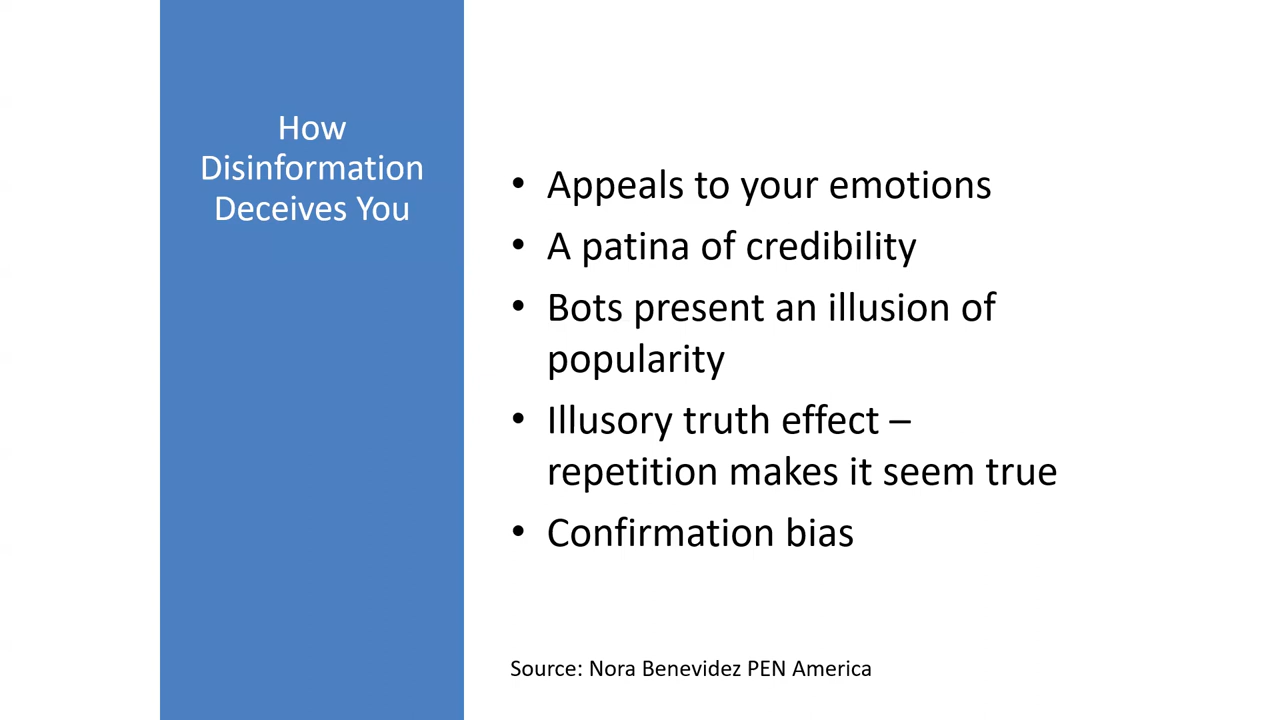 How
Disinformation
Deceives You
• Appeals to your emotions
• A patina of credibility
• Bots present an illusion of
popularity
• Illusory truth effect –
repetition makes it seem true
• Confirmation bias
Source: Nora Benevidez PEN America